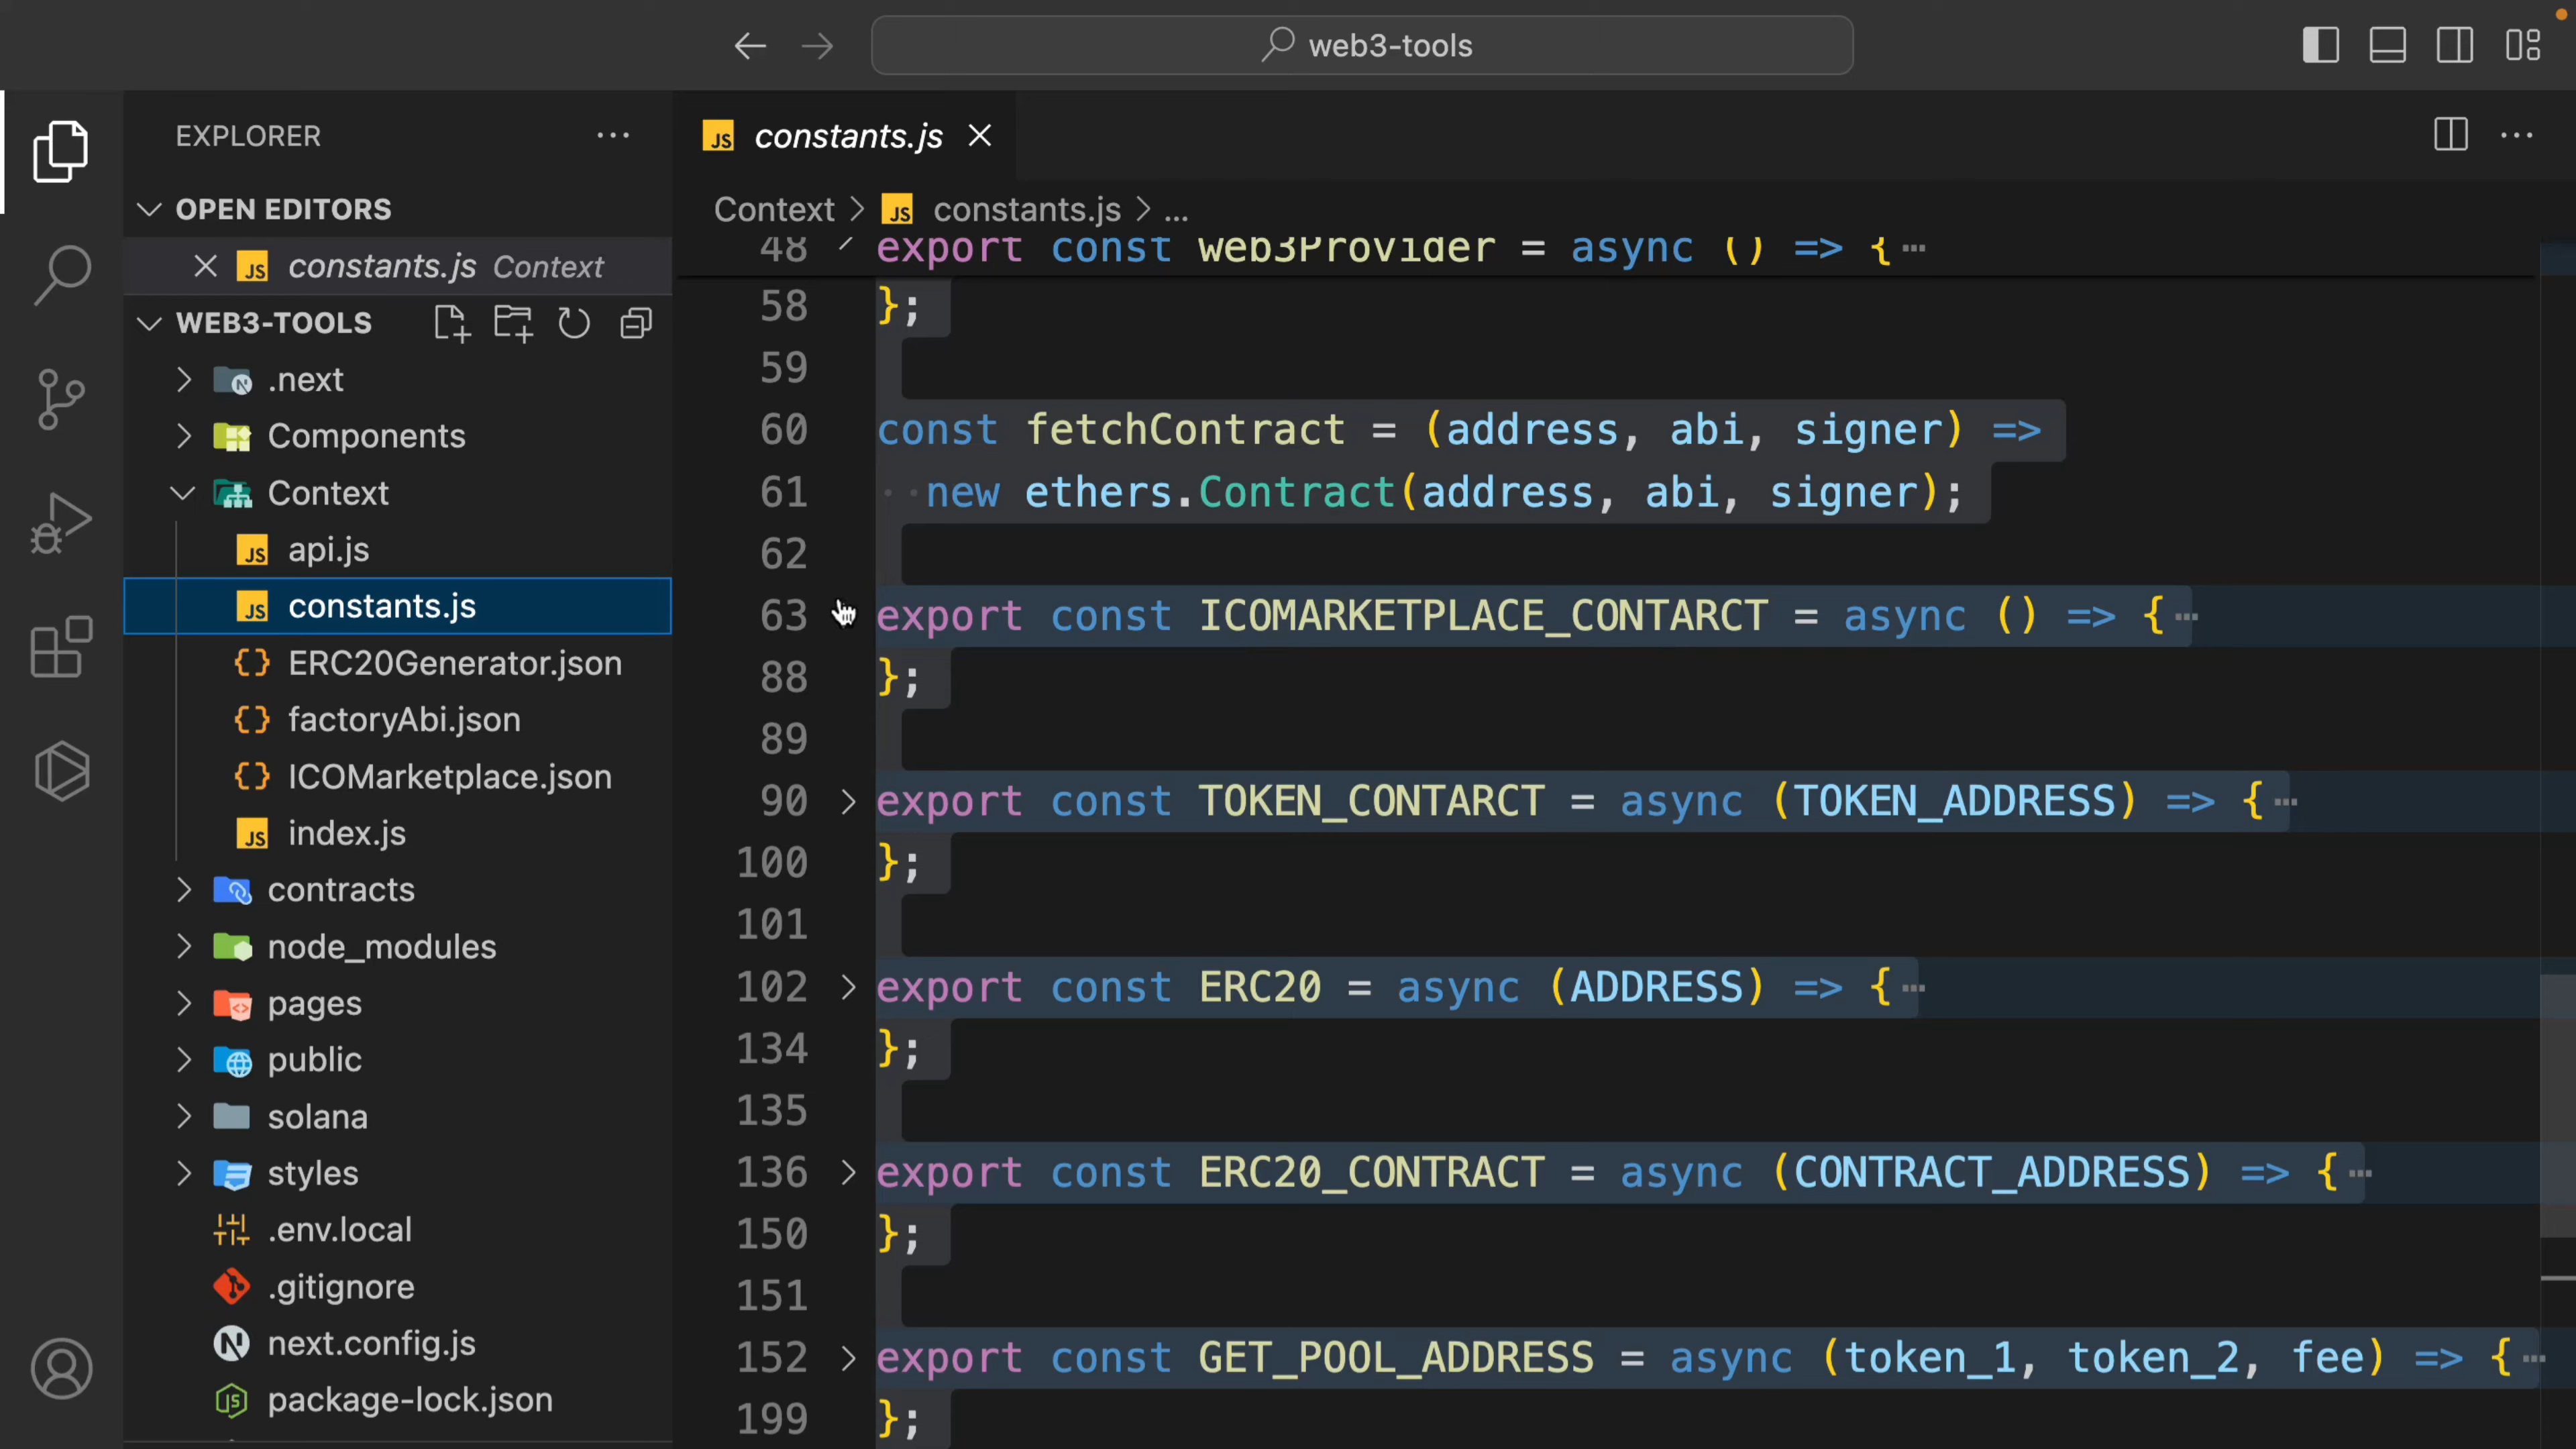 web3-tools
EXPLORER
OPEN EDITORS
constants.js Context
WEB3-TOOLS
.next
Components
Context
api.js
constants.js
ERC20Generator.json
factoryAbi.json
ICOMarketplace.json
index.js
contracts
node_modules
pages
public
solana
styles
.env.local
.gitignore
next.config.js
package-lock.json
constants.js
Context > constants.js > ...
48 export const web3Provider = async () => {
58 };
59
60 const fetchContract = (address, abi, signer) =>
61 new ethers.Contract(address, abi, signer);
62
63 export const ICOMARKETPLACE_CONTARCT = async () => {
88 };
89
90 export const TOKEN_CONTARCT = async (TOKEN_ADDRESS) => {
100 };
101
102 export const ERC20 = async (ADDRESS) => {
134 };
135
136 export const ERC20_CONTRACT = async (CONTRACT_ADDRESS) => {
150 };
151
152 export const GET_POOL_ADDRESS = async (token_1, token_2, fee) => {
199 };